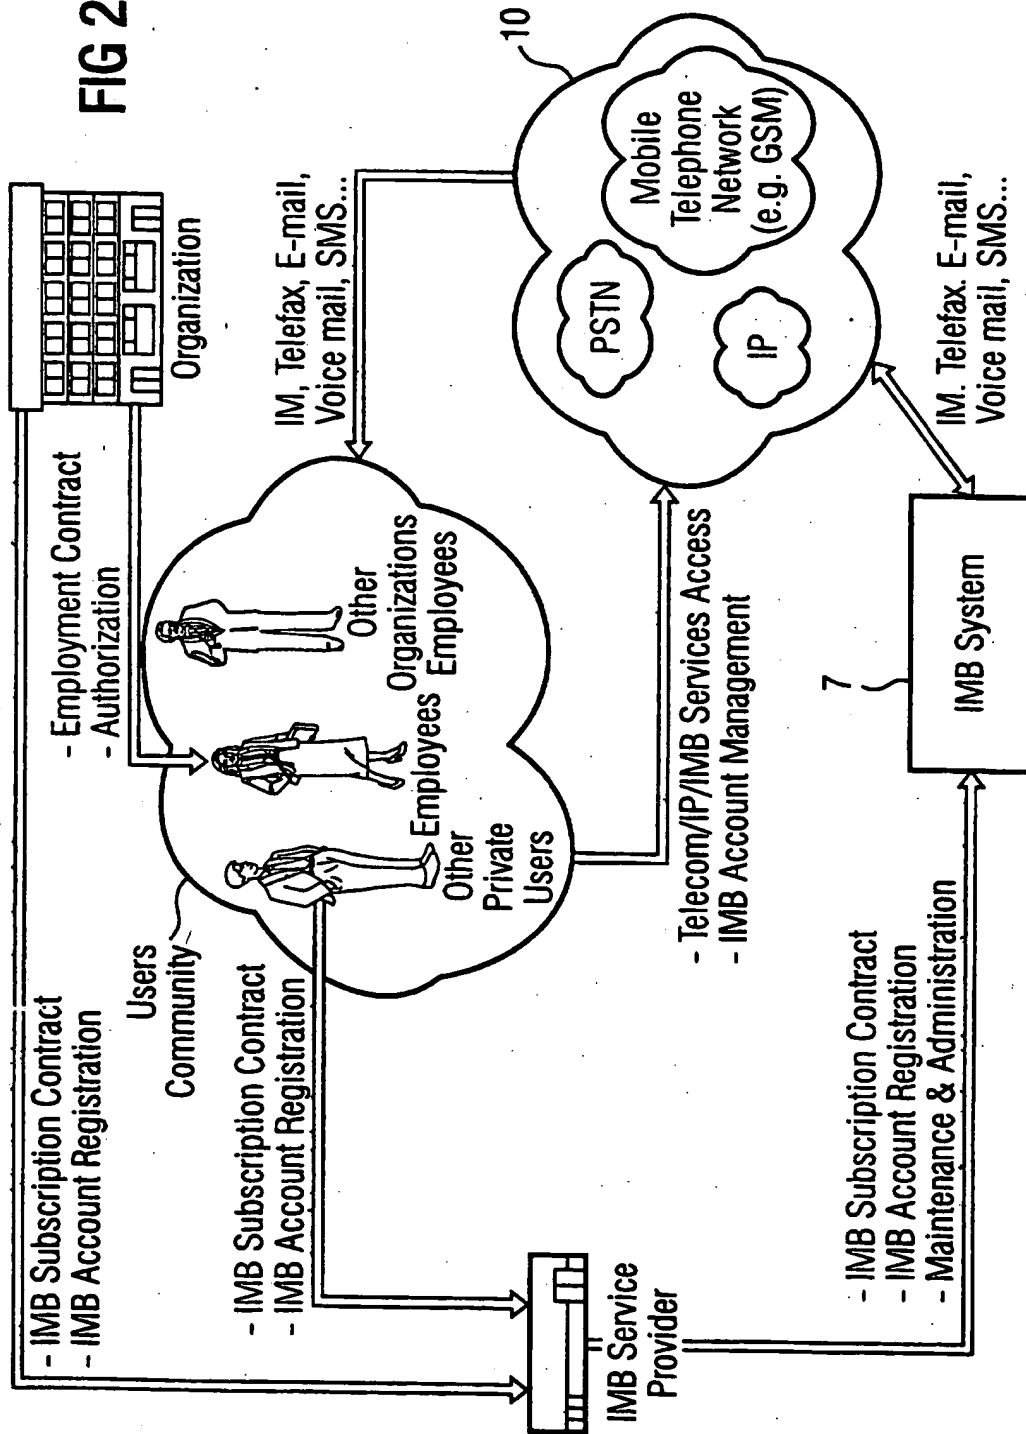 FIG 2
Organization
- IMB Subscription Contract
- IMB Account Registration
- Employment Contract
- Authorization
Users
Community
- IMB Subscription Contract
- IMB Account Registration
Other
Private
Users
Employees
Other
Organizations
Employees
IM, Telefax, E-mail,
Voice mail, SMS...
- Telecom/IP/IMB Services Access
- IMB Account Management
10
PSTN
IP
Mobile
Telephone
Network
(e.g. GSM)
IMB Service
Provider
- IMB Subscription Contract
- IMB Account Registration
- Maintenance & Administration
7
IMB System
IM. Telefax. E-mail,
Voice mail, SMS...